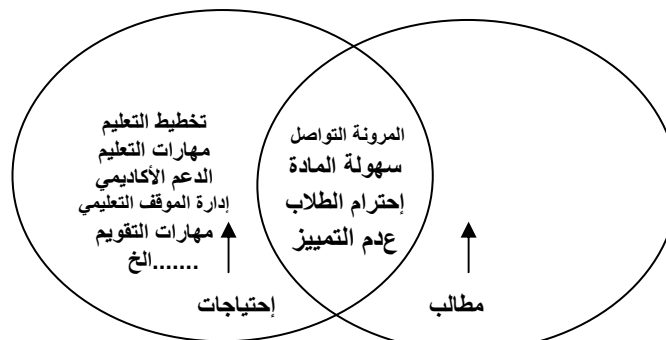 تخطيط التعليم
مهارات التعليم
الدعم الأكاديمي
إدارة الموقف التعليمي
مهارات التقويم
.......الخ
إحتياجات
المرونة التواصل
سهولة المادة
إحترام الطلاب
عدم التمييز
مطالب